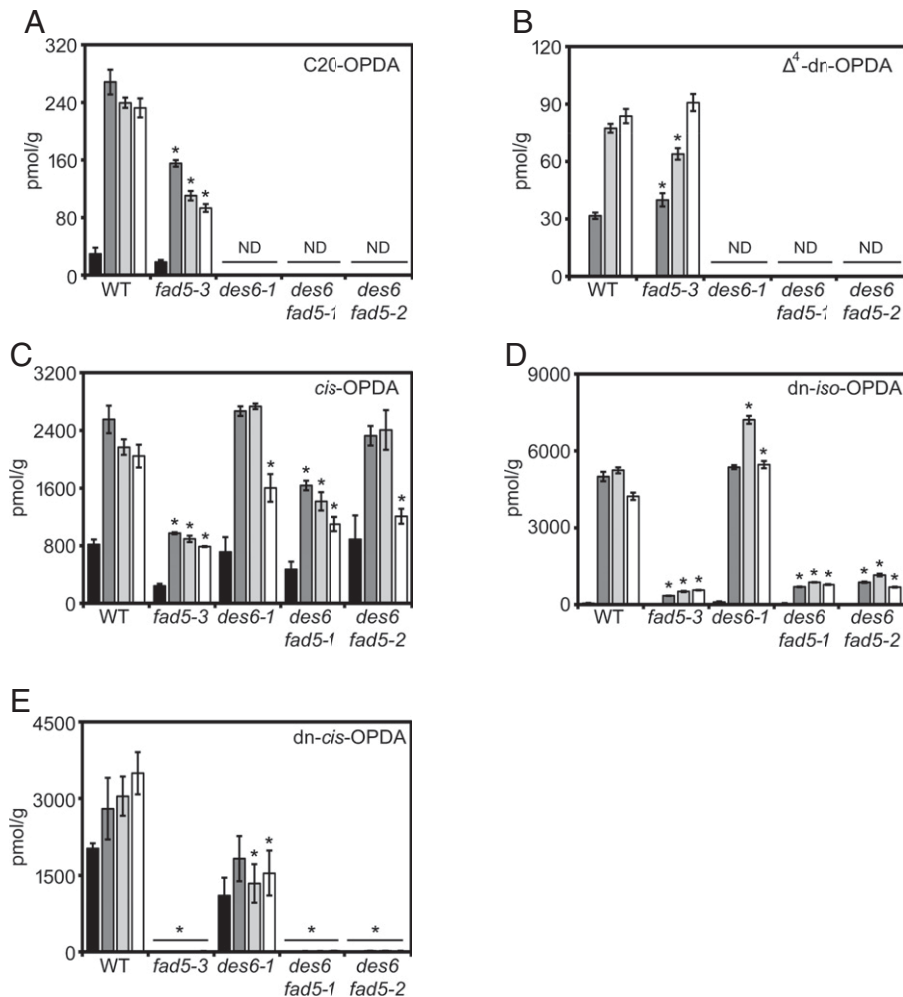 A
C20-OPDA
pmol/g
320
240
160
80
0
* * *
ND ND ND
WT fad5-3 des6-1 des6 fad5-1 des6 fad5-2
B
Δ4-dn-OPDA
pmol/g
120
90
60
30
0
* *
ND ND ND
WT fad5-3 des6-1 des6 fad5-1 des6 fad5-2
C
cis-OPDA
pmol/g
3200
2400
1600
800
0
* * * * * * * *
WT fad5-3 des6-1 des6 fad5-1 des6 fad5-2
D
dn-iso-OPDA
pmol/g
9000
6000
3000
0
* * * * * * * * * * *
WT fad5-3 des6-1 des6 fad5-1 des6 fad5-2
E
dn-cis-OPDA
pmol/g
4500
3000
1500
0
* * * * *
WT fad5-3 des6-1 des6 fad5-1 des6 fad5-2